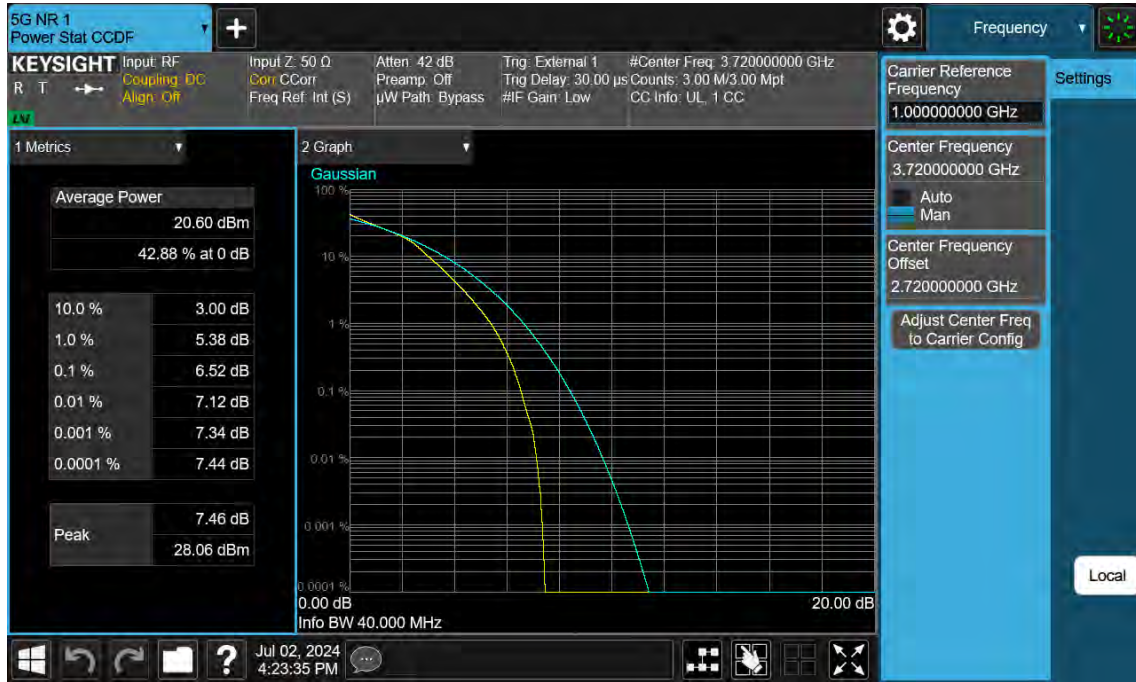 5G NR 1
Power Stat CCDF
+
Frequency
KEYSIGHT
R T
LXI
Input: RF
Coupling: DC
Align: Off
Input Z: 50 Ω
Corr CCorr
Freq Ref: Int (S)
Atten: 42 dB
Preamp: Off
µW Path: Bypass
Trig: External 1
Trig Delay: 30.00 µs
#IF Gain: Low
#Center Freq: 3.720000000 GHz
Counts: 3.00 M/3.00 Mpt
CC Info: UL, 1 CC
Carrier Reference
Frequency
1.000000000 GHz
Settings
Center Frequency
3.720000000 GHz
Auto
Man
Center Frequency
Offset
2.720000000 GHz
Adjust Center Freq
to Carrier Config
Local
1 Metrics
Average Power
20.60 dBm
42.88 % at 0 dB
10.0 % 3.00 dB
1.0 % 5.38 dB
0.1 % 6.52 dB
0.01 % 7.12 dB
0.001 % 7.34 dB
0.0001 % 7.44 dB
Peak
7.46 dB
28.06 dBm
2 Graph
Gaussian
100 %
10 %
1 %
0.1 %
0.01 %
0.001 %
0.0001 %
0.00 dB 20.00 dB
Info BW 40.000 MHz
?
Jul 02, 2024
4:23:35 PM